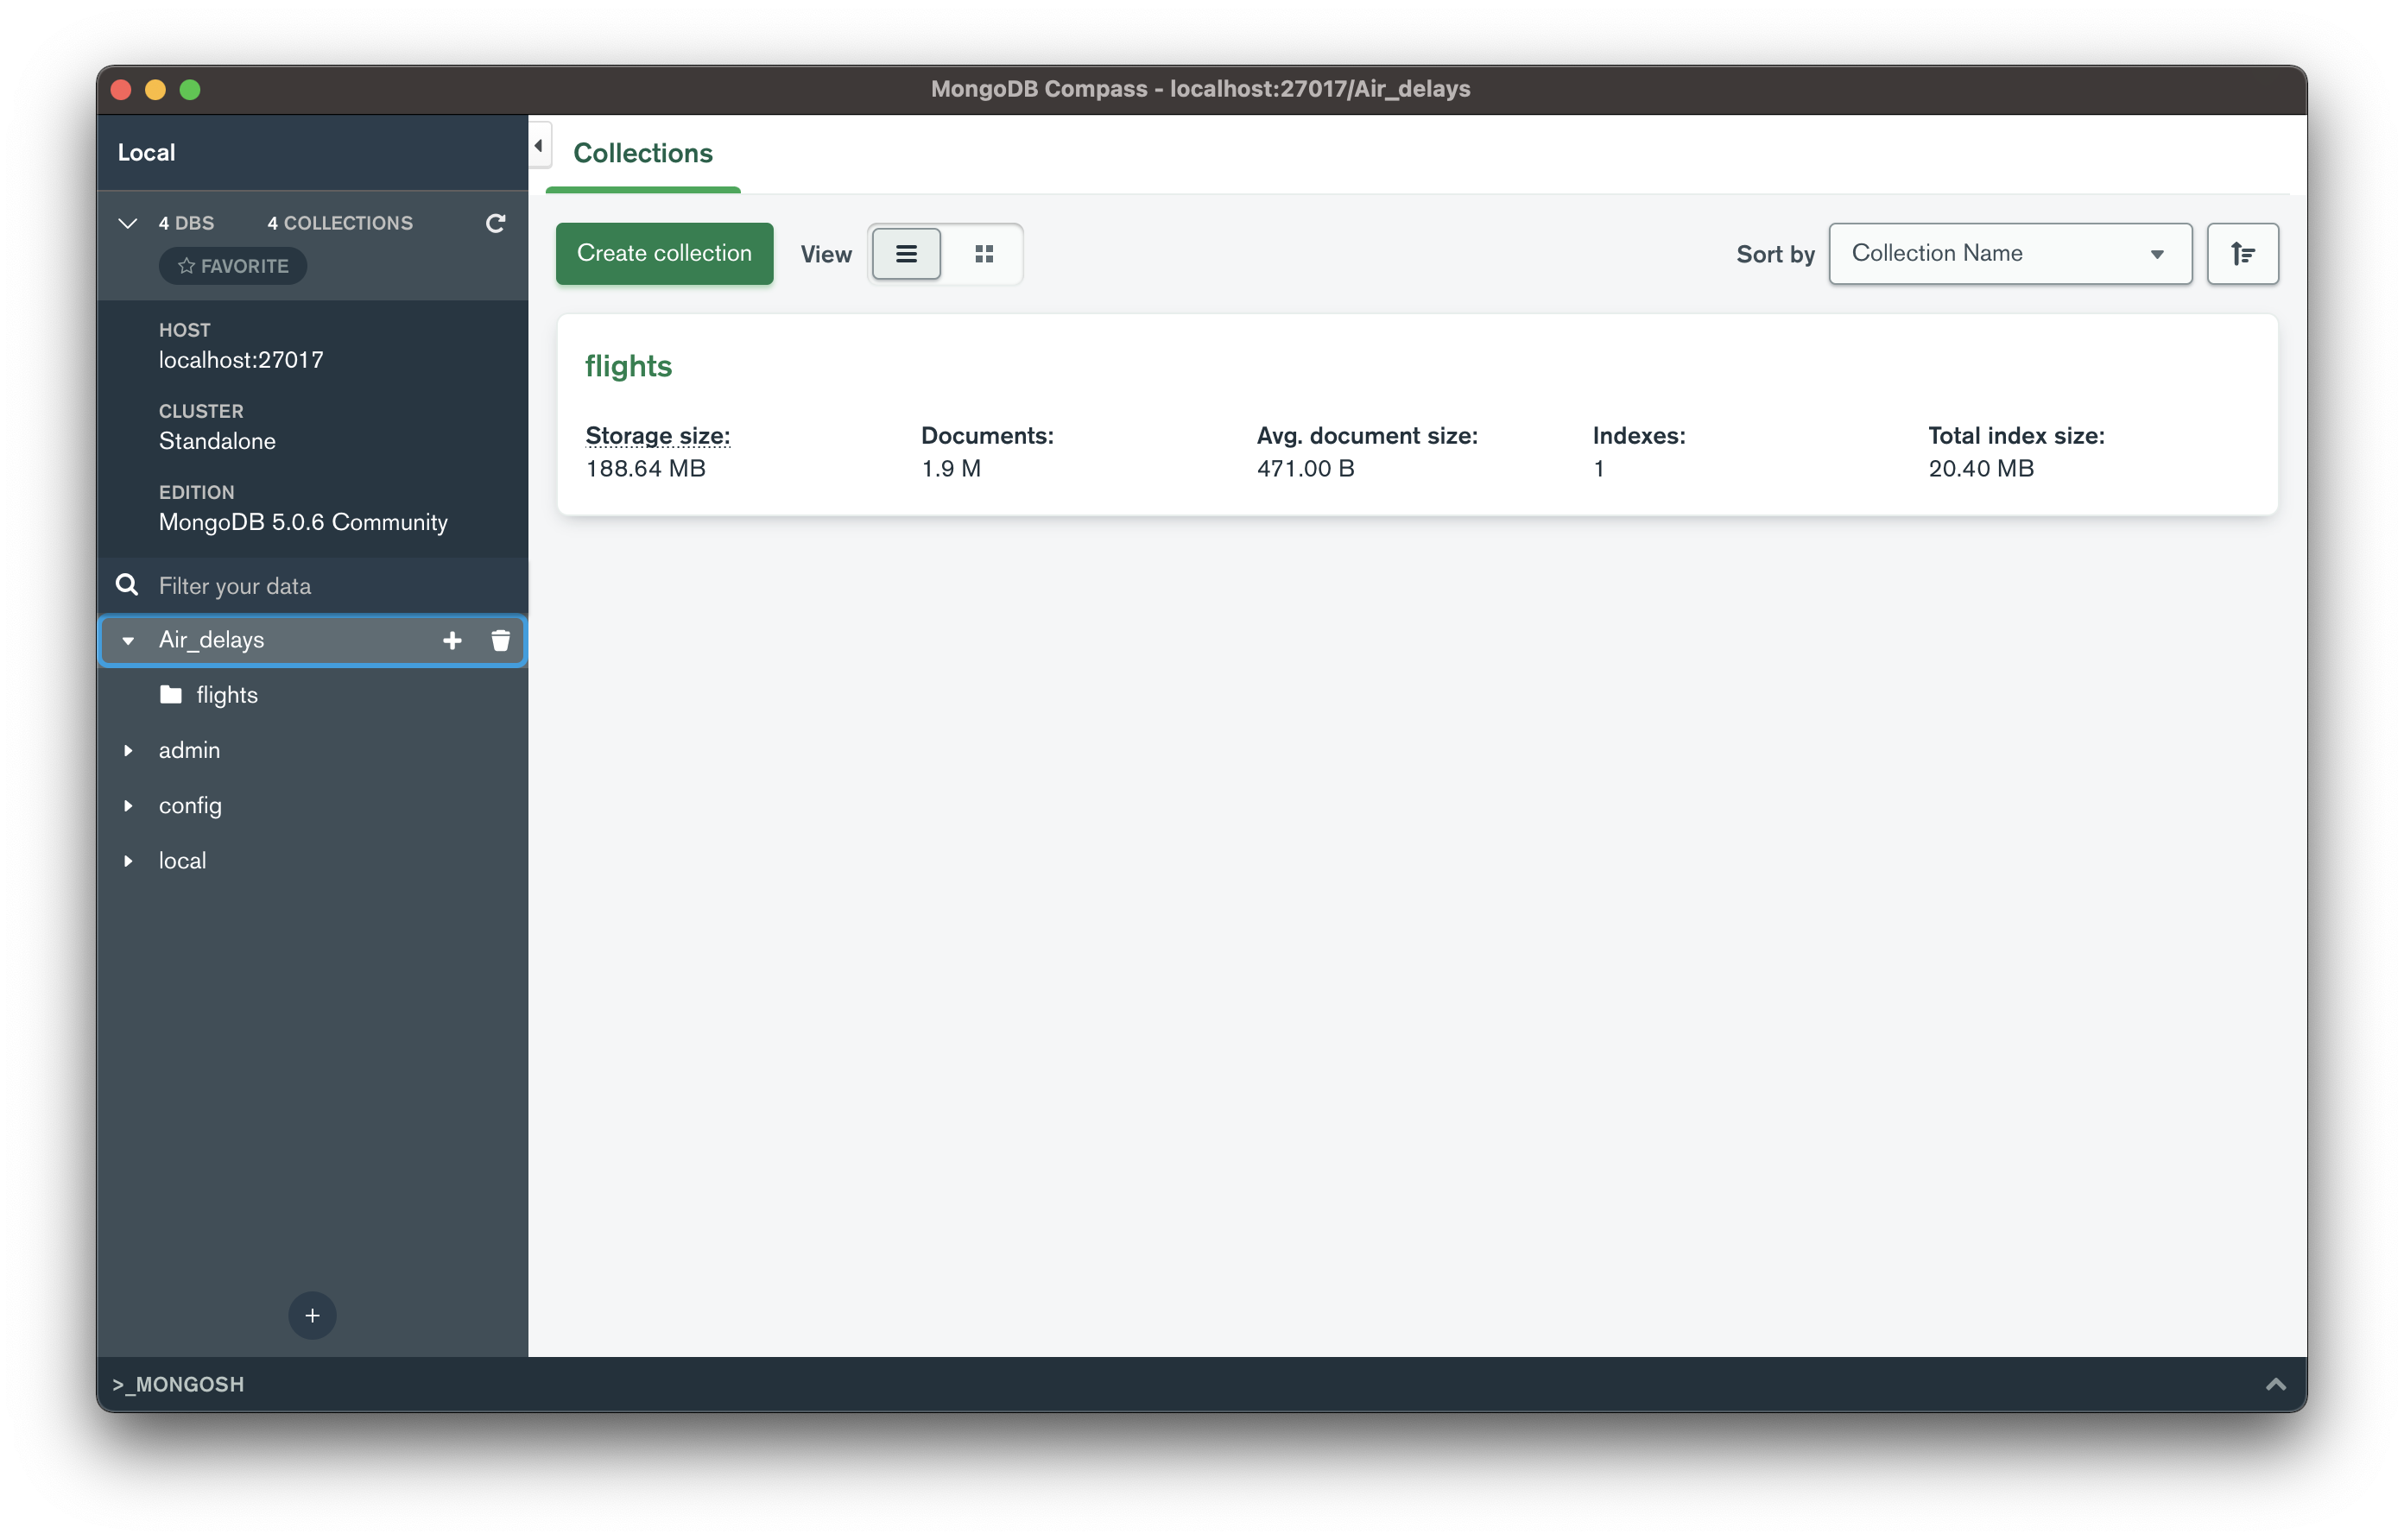 MongoDB Compass - localhost:27017/Air_delays
Local
4 DBS 4 COLLECTIONS
FAVORITE
HOST
localhost:27017
CLUSTER
Standalone
EDITION
MongoDB 5.0.6 Community
Filter your data
Air_delays
flights
admin
config
local
Collections
Create collection View Sort by Collection Name
flights
Storage size: Documents: Avg. document size: Indexes: Total index size:
188.64 MB 1.9 M 471.00 B 1 20.40 MB
>_MONGOSH